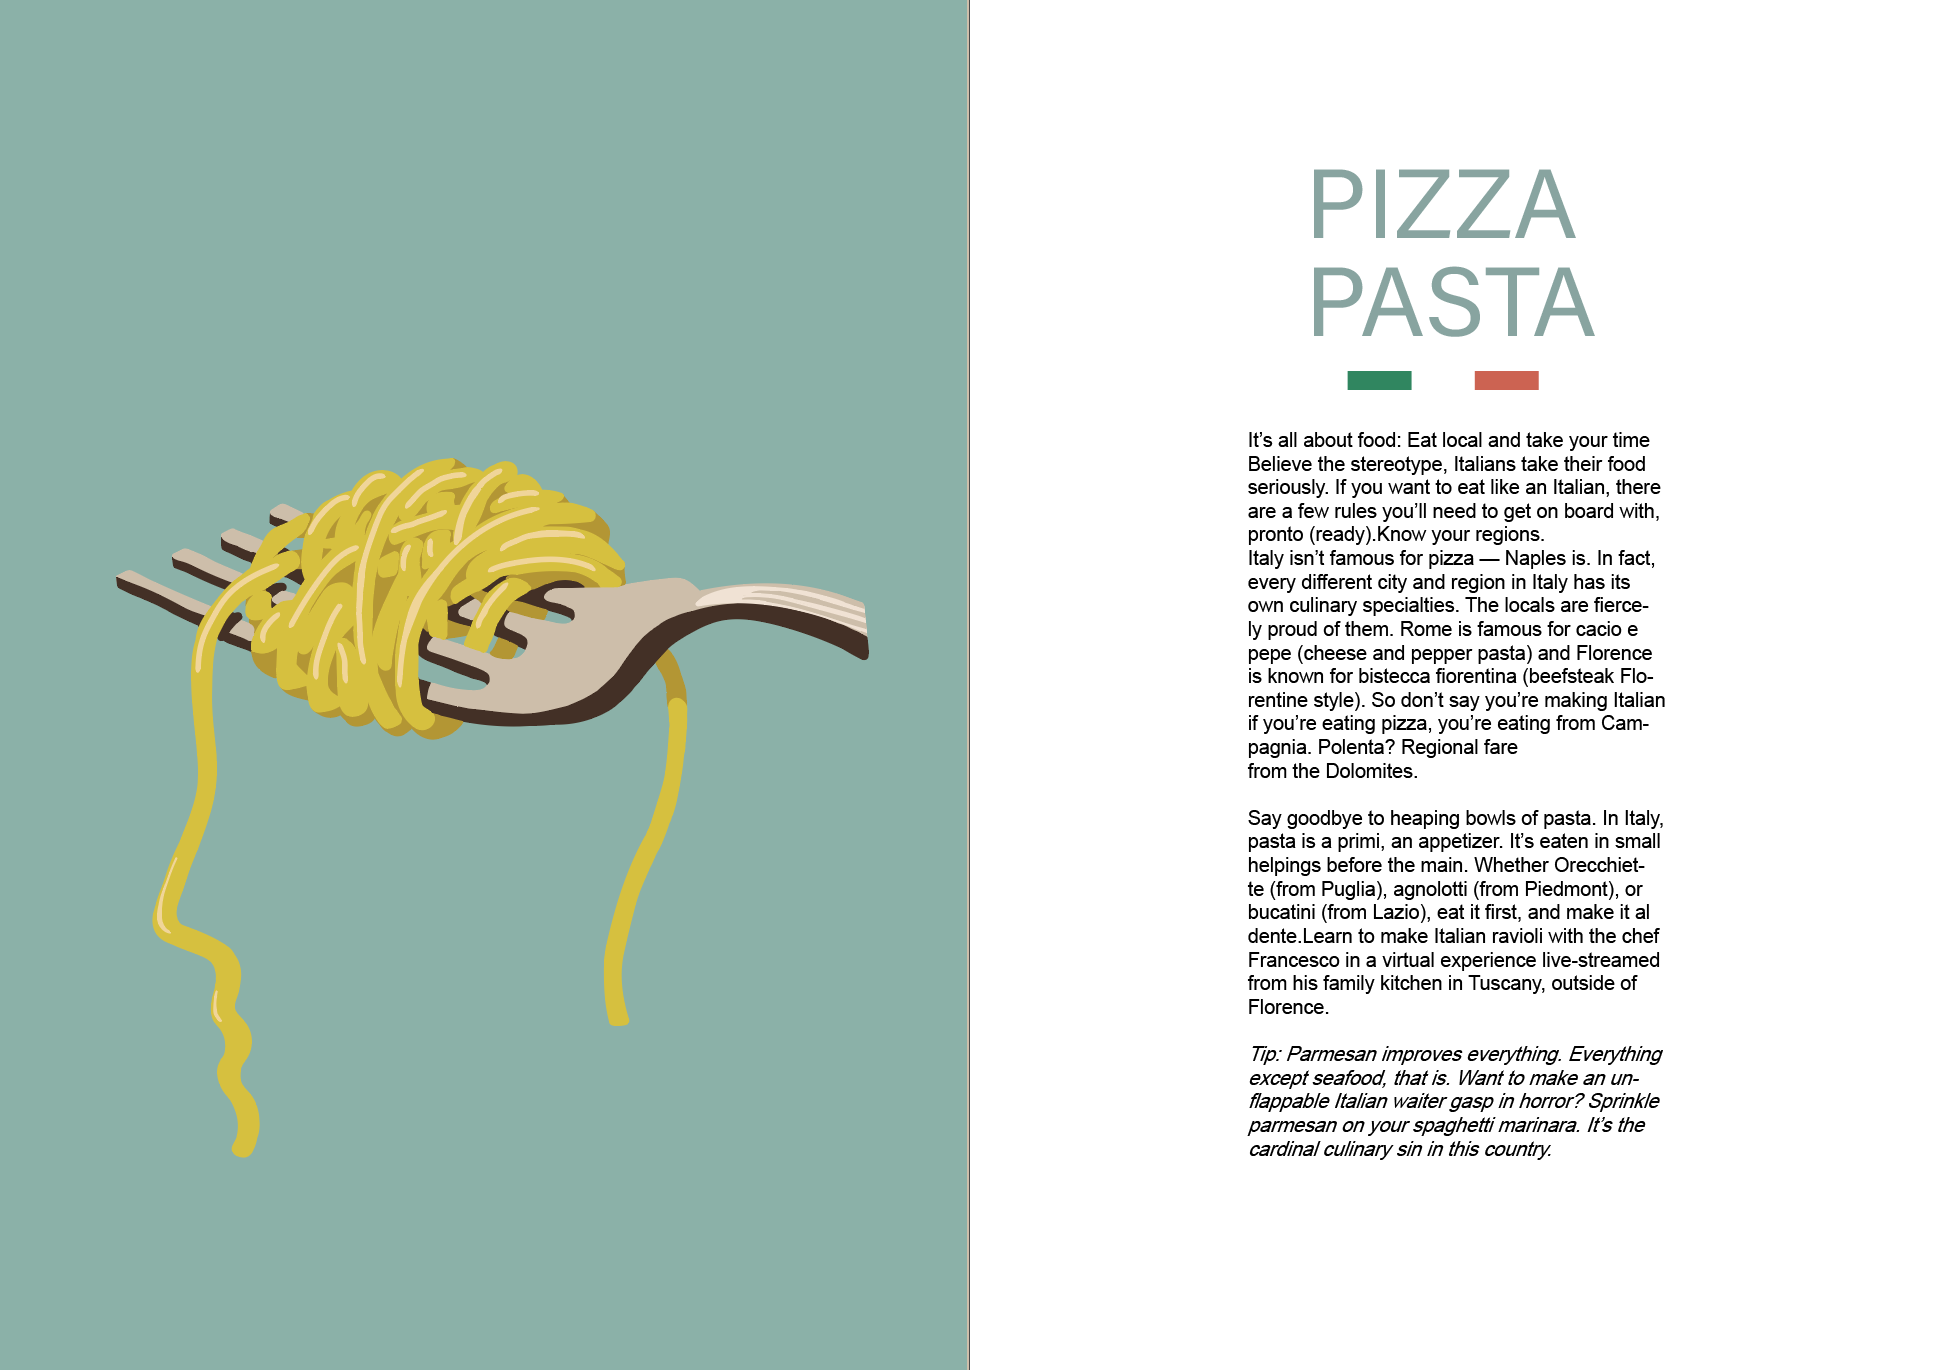 PIZZA
PASTA
It’s all about food: Eat local and take your time
Believe the stereotype, Italians take their food
seriously. If you want to eat like an Italian, there
are a few rules you’ll need to get on board with,
pronto (ready).Know your regions.
Italy isn’t famous for pizza — Naples is. In fact,
every different city and region in Italy has its
own culinary specialties. The locals are fierce-
ly proud of them. Rome is famous for cacio e
pepe (cheese and pepper pasta) and Florence
is known for bistecca fiorentina (beefsteak Flo-
rentine style). So don’t say you’re making Italian
if you’re eating pizza, you’re eating from Cam-
pagnia. Polenta? Regional fare
from the Dolomites.
Say goodbye to heaping bowls of pasta. In Italy,
pasta is a primi, an appetizer. It’s eaten in small
helpings before the main. Whether Orecchiet-
te (from Puglia), agnolotti (from Piedmont), or
bucatini (from Lazio), eat it first, and make it al
dente.Learn to make Italian ravioli with the chef
Francesco in a virtual experience live-streamed
from his family kitchen in Tuscany, outside of
Florence.
Tip: Parmesan improves everything. Everything
except seafood, that is. Want to make an un-
flappable Italian waiter gasp in horror? Sprinkle
parmesan on your spaghetti marinara. It’s the
cardinal culinary sin in this country.